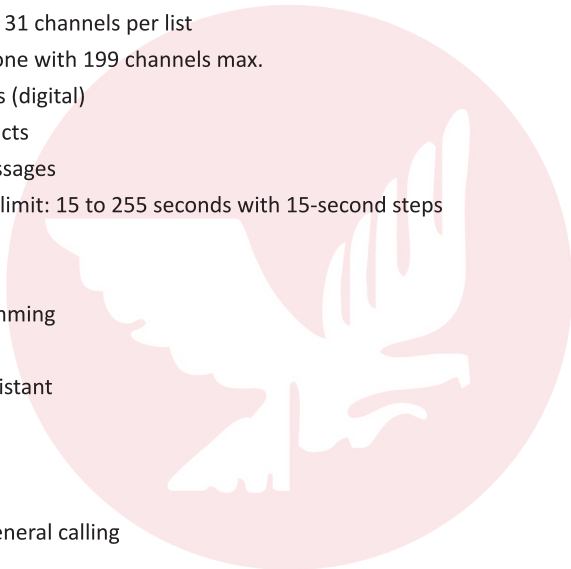 31 channels per list
one with 199 channels max.
s (digital)
cts
ssages
limit: 15 to 255 seconds with 15-second steps
mming
istant
eneral calling